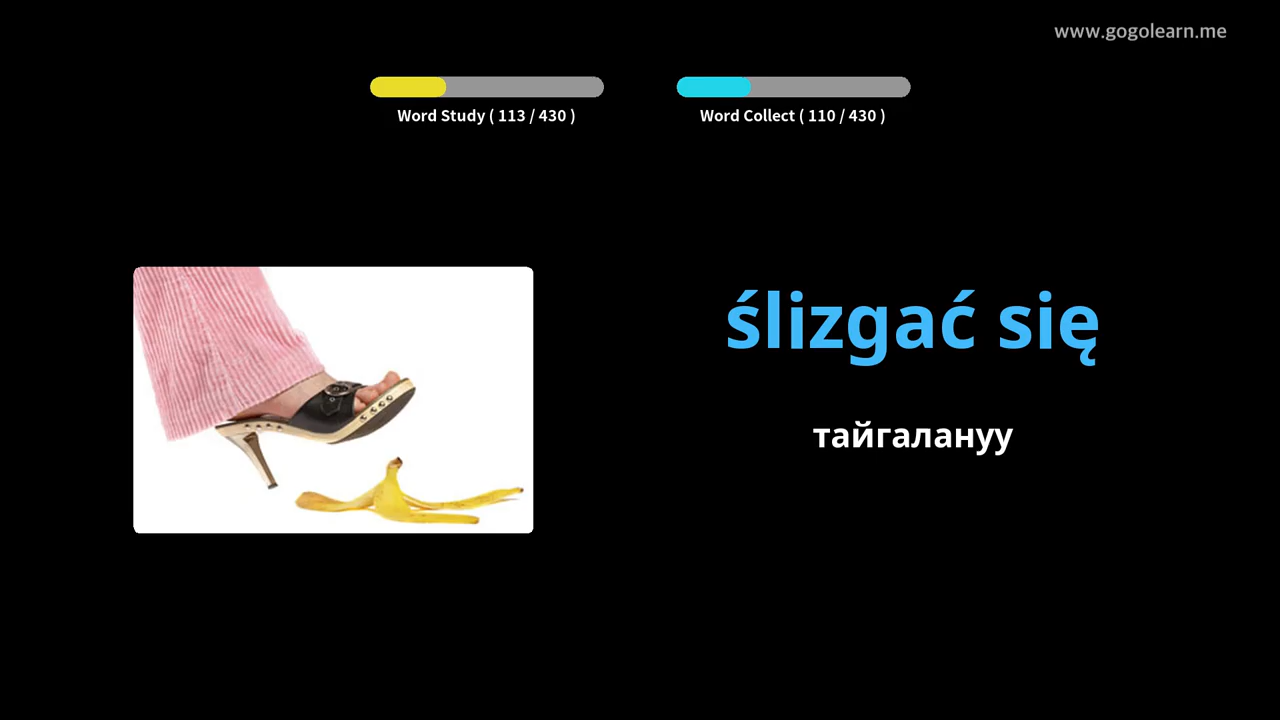 www.gogolearn.me
Word Study ( 113 / 430 )
Word Collect ( 110 / 430 )
ślizgać się
тайгалануу